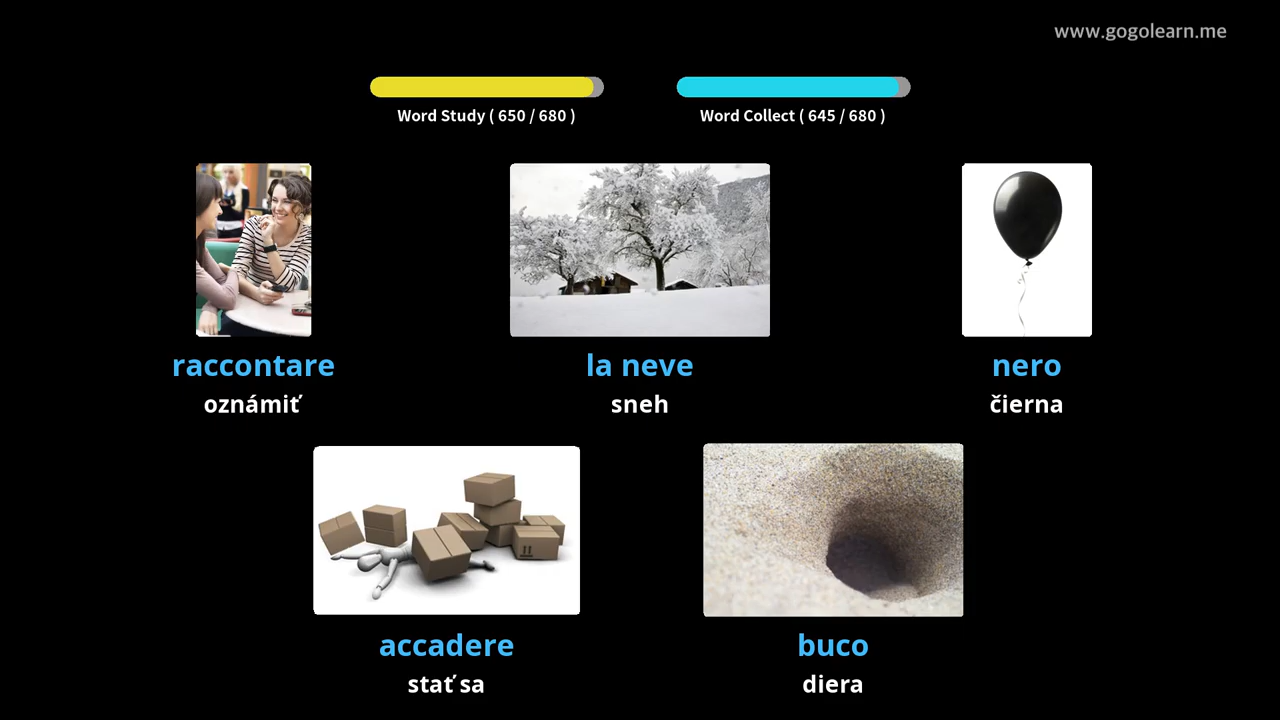 www.gogolearn.me
Word Study ( 650 / 680 )
Word Collect ( 645 / 680 )
raccontare
oznámiť
la neve
sneh
nero
čierna
accadere
stať sa
buco
diera